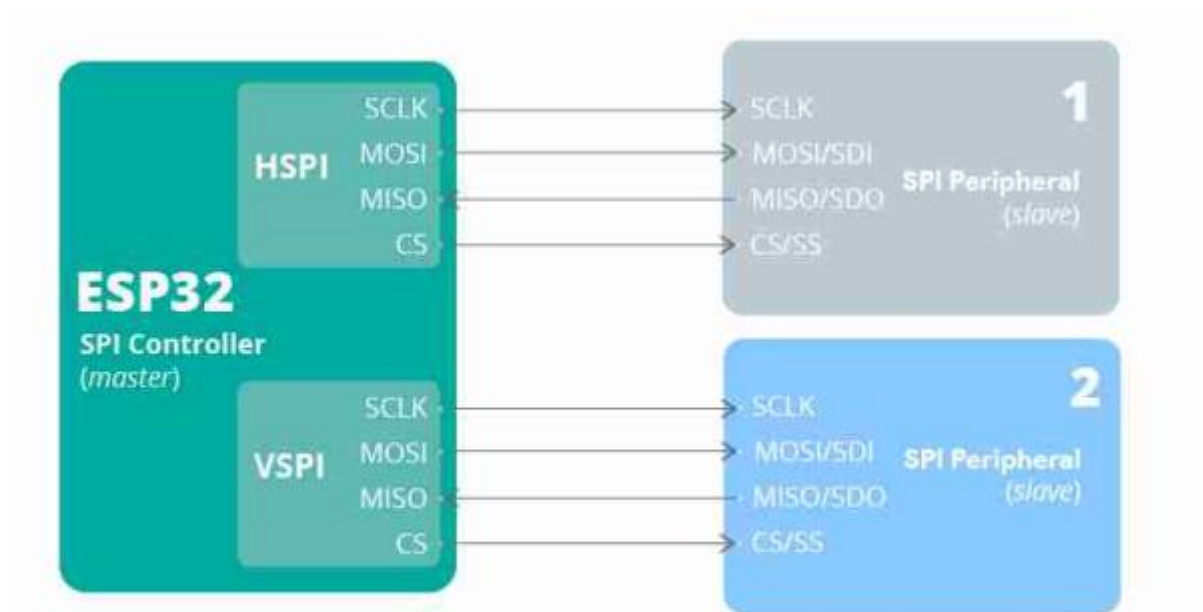 ESP32
SPI Controller
(master)
HSPI
SCLK
MOSI
MISO
CS
VSPI
SCLK
MOSI
MISO
CS
1
SPI Peripheral
(slave)
SCLK
MOSI/SDI
MISO/SDO
CS/SS
2
SPI Peripheral
(slave)
SCLK
MOSI/SDI
MISO/SDO
CS/SS